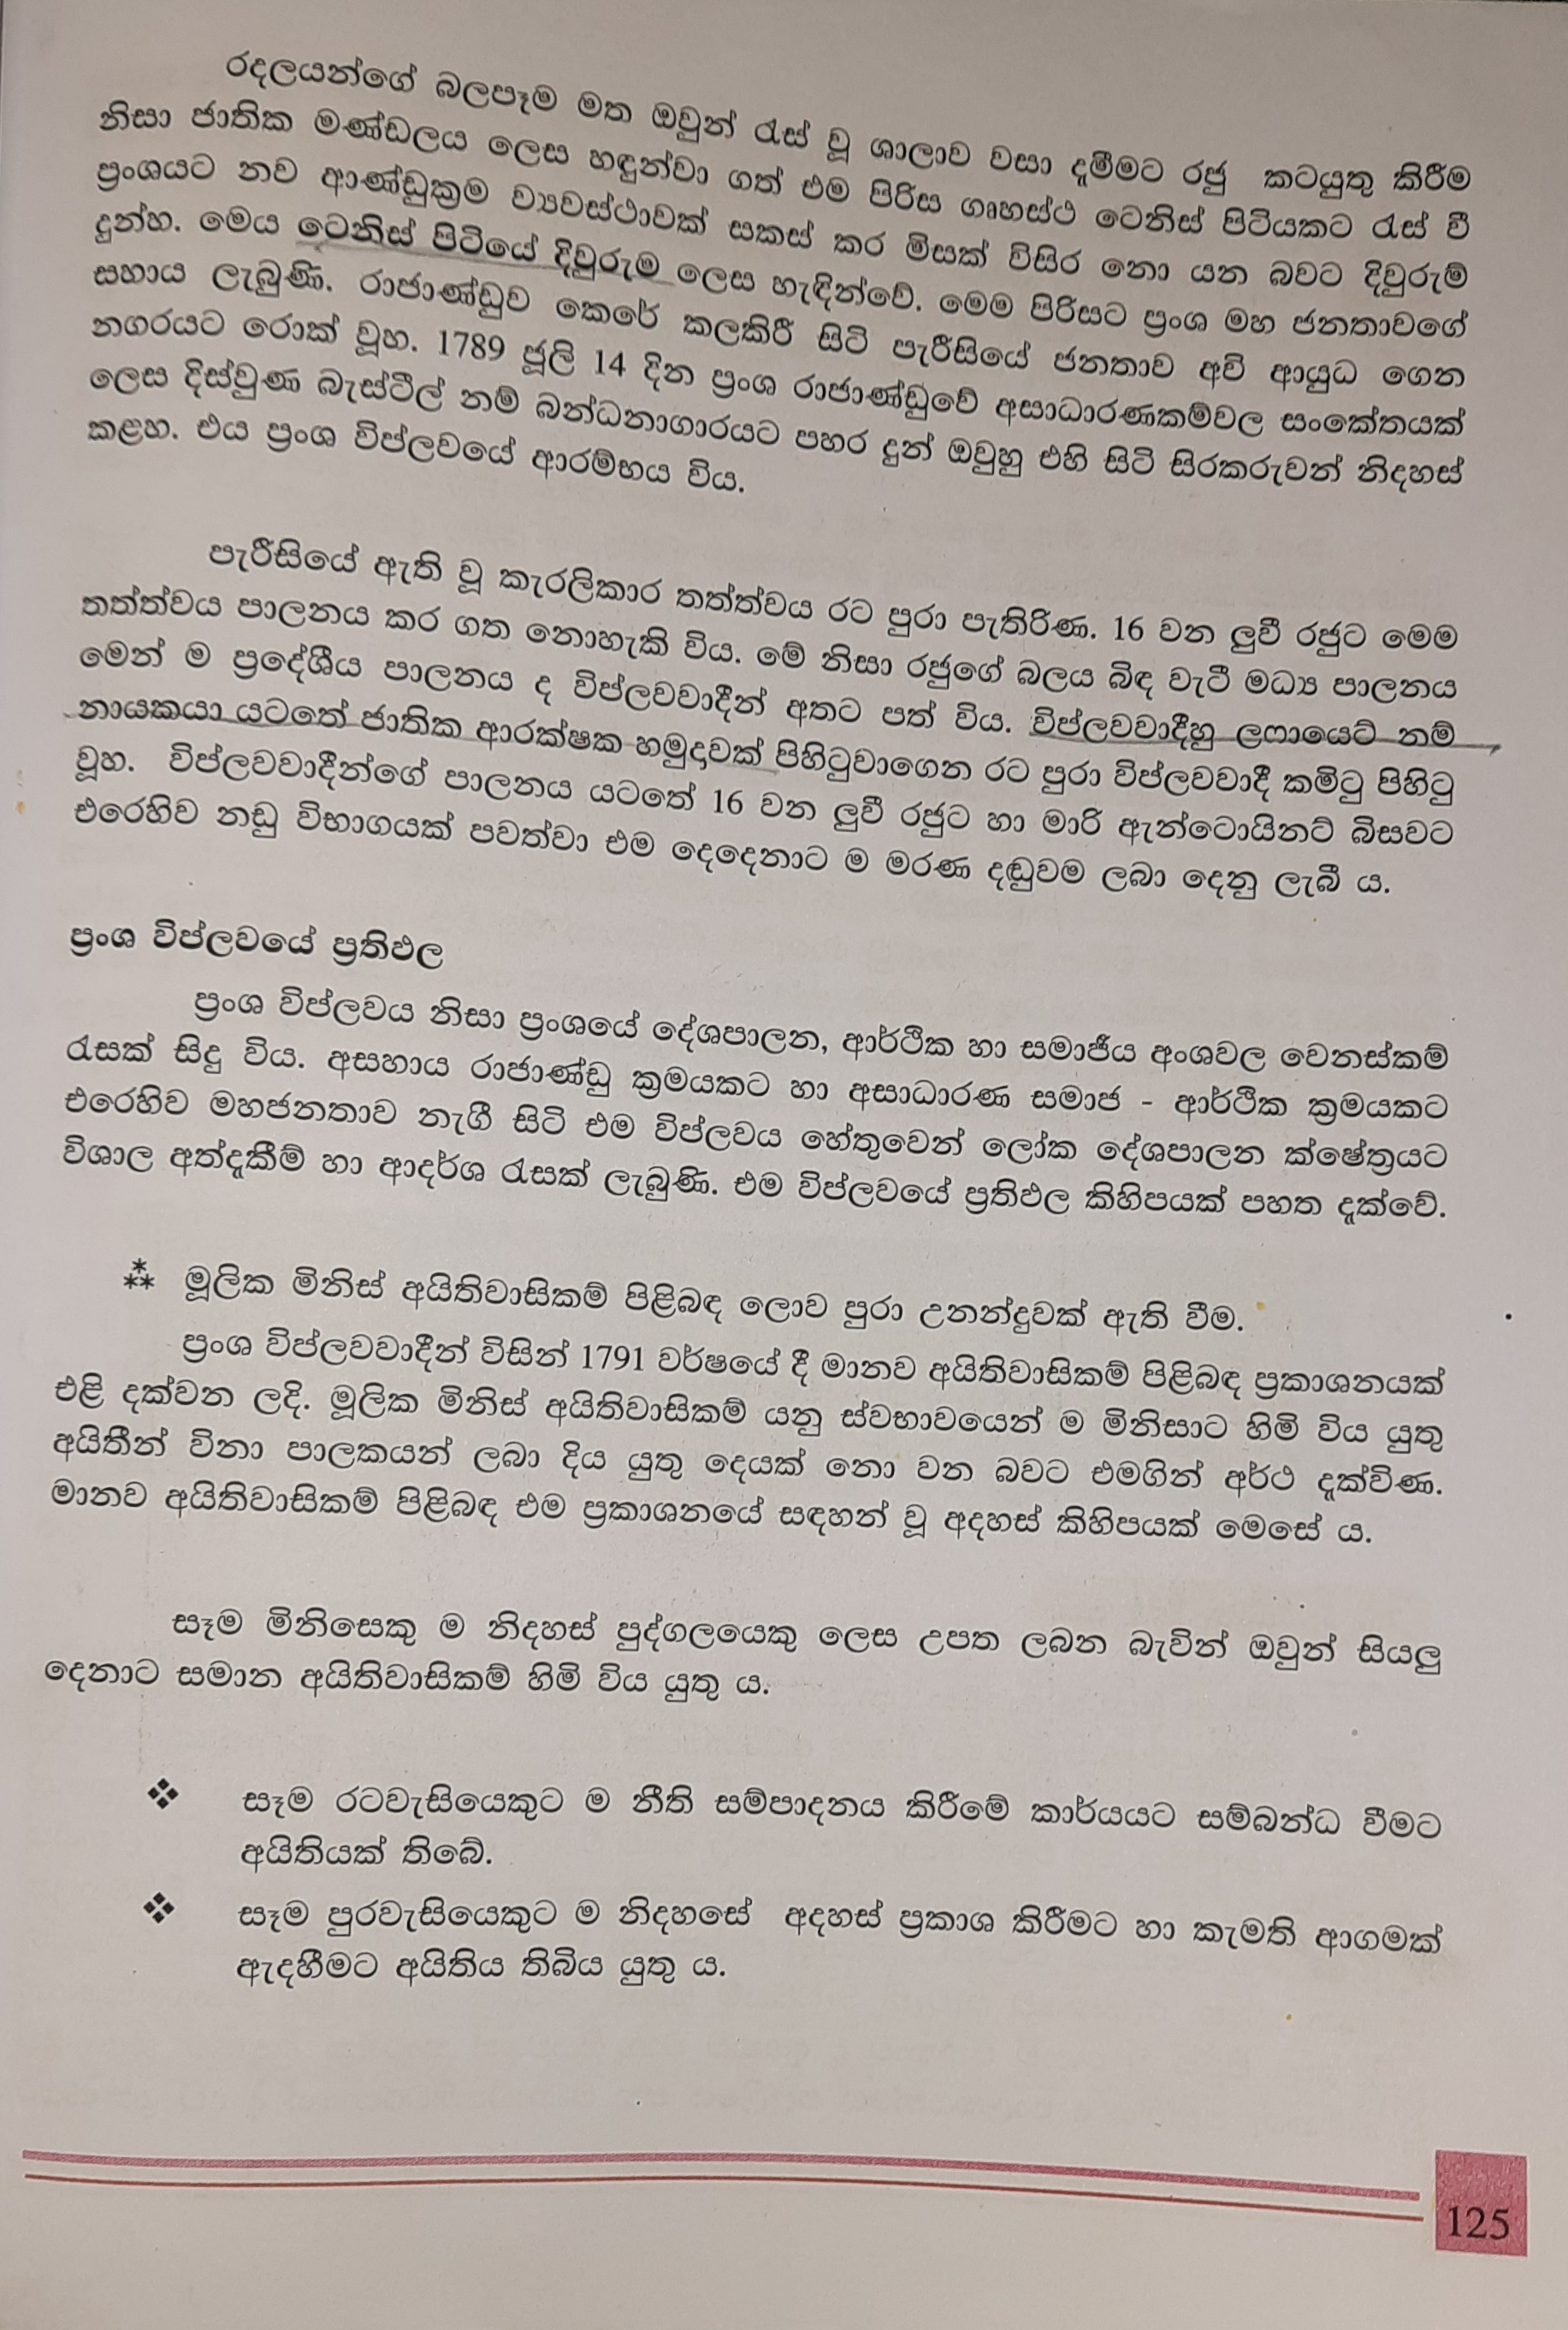 රදලයන්ගේ බලපෑම මත ඔවුන් රැස් වූ ශාලාව වසා දැමීමට රජු කටයුතු කිරීම
නිසා ජාතික මණ්ඩලය ලෙස හඳුන්වා ගත් එම පිරිස ගෘහස්ථ ටෙනිස් පිටියකට රැස් වී
ප්‍රංශයට නව ආණ්ඩුක්‍රම ව්‍යවස්ථාවක් සකස් කර මිසක් විසිර නො යන බවට දිවුරුම්
දුන්හ. මෙය ටෙනිස් පිටියේ දිවුරුම ලෙස හැඳින්වේ. මෙම පිරිසට ප්‍රංශ මහ ජනතාවගේ
සහාය ලැබුණි. රාජාණ්ඩුව කෙරේ කලකිරී සිටි පැරීසියේ ජනතාව අවි ආයුධ ගෙන
නගරයට රොක් වූහ. 1789 ජූලි 14 දින ප්‍රංශ රාජාණ්ඩුවේ අසාධාරණකම්වල සංකේතයක්
ලෙස දිස්වුණ බැස්ටීල් නම් බන්ධනාගාරයට පහර දුන් ඔවුහු එහි සිටි සිරකරුවන් නිදහස්
කළහ. එය ප්‍රංශ විප්ලවයේ ආරම්භය විය.
පැරීසියේ ඇති වූ කැරලිකාර තත්ත්වය රට පුරා පැතිරිණ. 16 වන ලුවී රජුට මෙම
තත්ත්වය පාලනය කර ගත නොහැකි විය. මේ නිසා රජුගේ බලය බිඳ වැටී මධ්‍ය පාලනය
මෙන් ම ප්‍රදේශීය පාලනය ද විප්ලවවාදීන් අතට පත් විය. විප්ලවවාදීහු ලෆායෙට් නම්
නායකයා යටතේ ජාතික ආරක්ෂක හමුදාවක් පිහිටුවාගෙන රට පුරා විප්ලවවාදී කමිටු පිහිටු
වූහ. විප්ලවවාදීන්ගේ පාලනය යටතේ 16 වන ලුවී රජුට හා මාරි ඇන්ටොයිනට් බිසවට
එරෙහිව නඩු විභාගයක් පවත්වා එම දෙදෙනාට ම මරණ දඬුවම ලබා දෙනු ලැබී ය.
ප්‍රංශ විප්ලවයේ ප්‍රතිඵල
ප්‍රංශ විප්ලවය නිසා ප්‍රංශයේ දේශපාලන, ආර්ථික හා සමාජීය අංශවල වෙනස්කම්
රැසක් සිදු විය. අසහාය රාජාණ්ඩු ක්‍රමයකට හා අසාධාරණ සමාජ - ආර්ථික ක්‍රමයකට
එරෙහිව මහජනතාව නැගී සිටි එම විප්ලවය හේතුවෙන් ලෝක දේශපාලන ක්ෂේත්‍රයට
විශාල අත්දැකීම් හා ආදර්ශ රැසක් ලැබුණි. එම විප්ලවයේ ප්‍රතිඵල කිහිපයක් පහත දැක්වේ.
⁂ මූලික මිනිස් අයිතිවාසිකම් පිළිබඳ ලොව පුරා උනන්දුවක් ඇති වීම.
ප්‍රංශ විප්ලවවාදීන් විසින් 1791 වර්ෂයේ දී මානව අයිතිවාසිකම් පිළිබඳ ප්‍රකාශනයක්
එළි දක්වන ලදි. මූලික මිනිස් අයිතිවාසිකම් යනු ස්වභාවයෙන් ම මිනිසාට හිමි විය යුතු
අයිතීන් විනා පාලකයන් ලබා දිය යුතු දෙයක් නො වන බවට එමගින් අර්ථ දැක්විණ.
මානව අයිතිවාසිකම් පිළිබඳ එම ප්‍රකාශනයේ සඳහන් වූ අදහස් කිහිපයක් මෙසේ ය.
සෑම මිනිසෙකු ම නිදහස් පුද්ගලයෙකු ලෙස උපත ලබන බැවින් ඔවුන් සියලු
දෙනාට සමාන අයිතිවාසිකම් හිමි විය යුතු ය.
❖ සෑම රටවැසියෙකුට ම නීති සම්පාදනය කිරීමේ කාර්යයට සම්බන්ධ වීමට
අයිතියක් තිබේ.
❖ සෑම පුරවැසියෙකුට ම නිදහසේ අදහස් ප්‍රකාශ කිරීමට හා කැමති ආගමක්
ඇදහීමට අයිතිය තිබිය යුතු ය.
125